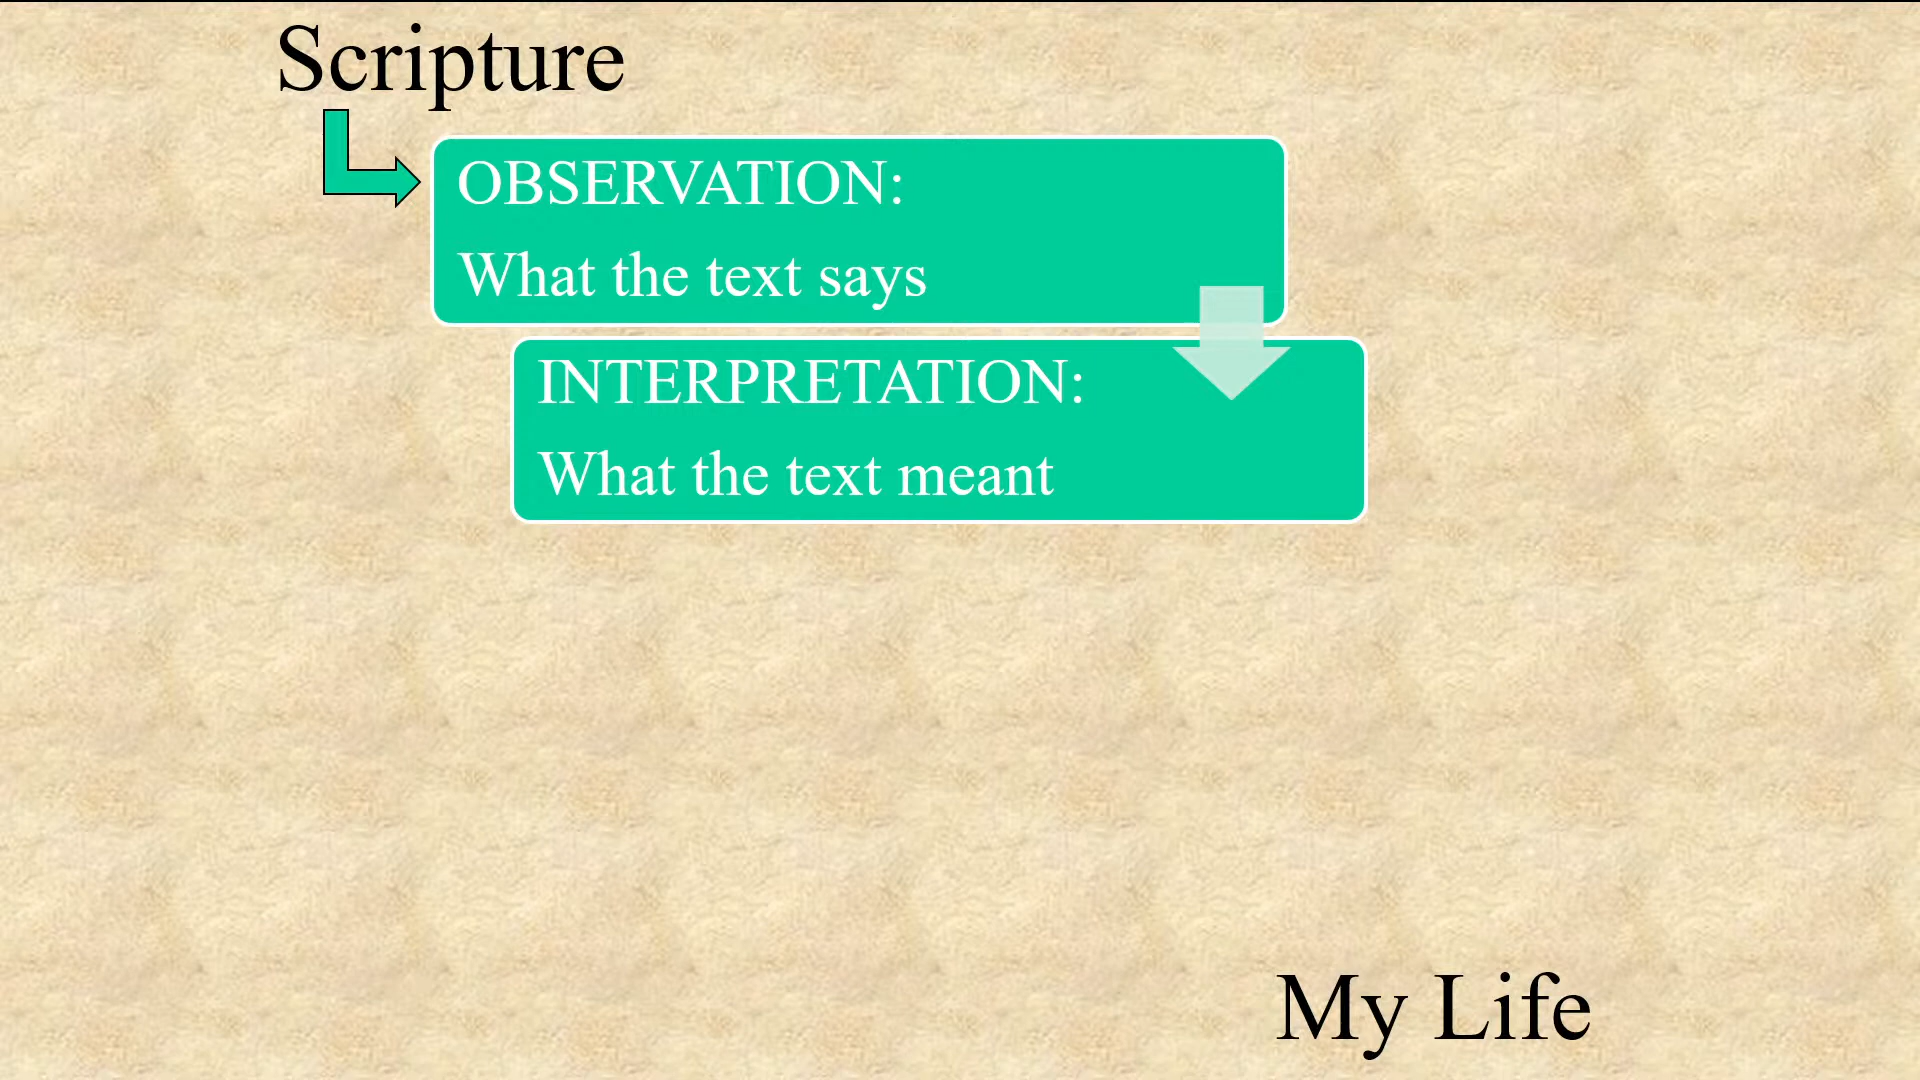 Scripture
OBSERVATION:
What the text says
INTERPRETATION:
What the text meant
My Life